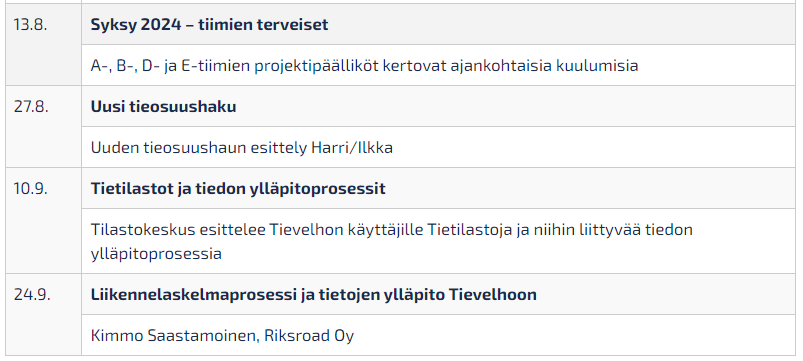 13.8.
Syksy 2024 – tiimien terveiset
A-, B-, D- ja E-tiimien projektipäälliköt kertovat ajankohtaisia kuulumisia
27.8.
Uusi tieosuushaku
Uuden tieosuushaun esittely Harri/Ilkka
10.9.
Tietilastot ja tiedon ylläpitoprosessit
Tilastokeskus esittelee Tievelhon käyttäjille Tietilastoja ja niihin liittyvää tiedon
ylläpitoprosessia
24.9.
Liikennelaskelmaprosessi ja tietojen ylläpito Tievelhoon
Kimmo Saastamoinen, Riksroad Oy